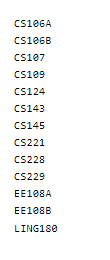 CS106A
CS106B
CS107
CS109
CS124
CS143
CS145
CS221
CS228
CS229
EE108A
EE108B
LING180